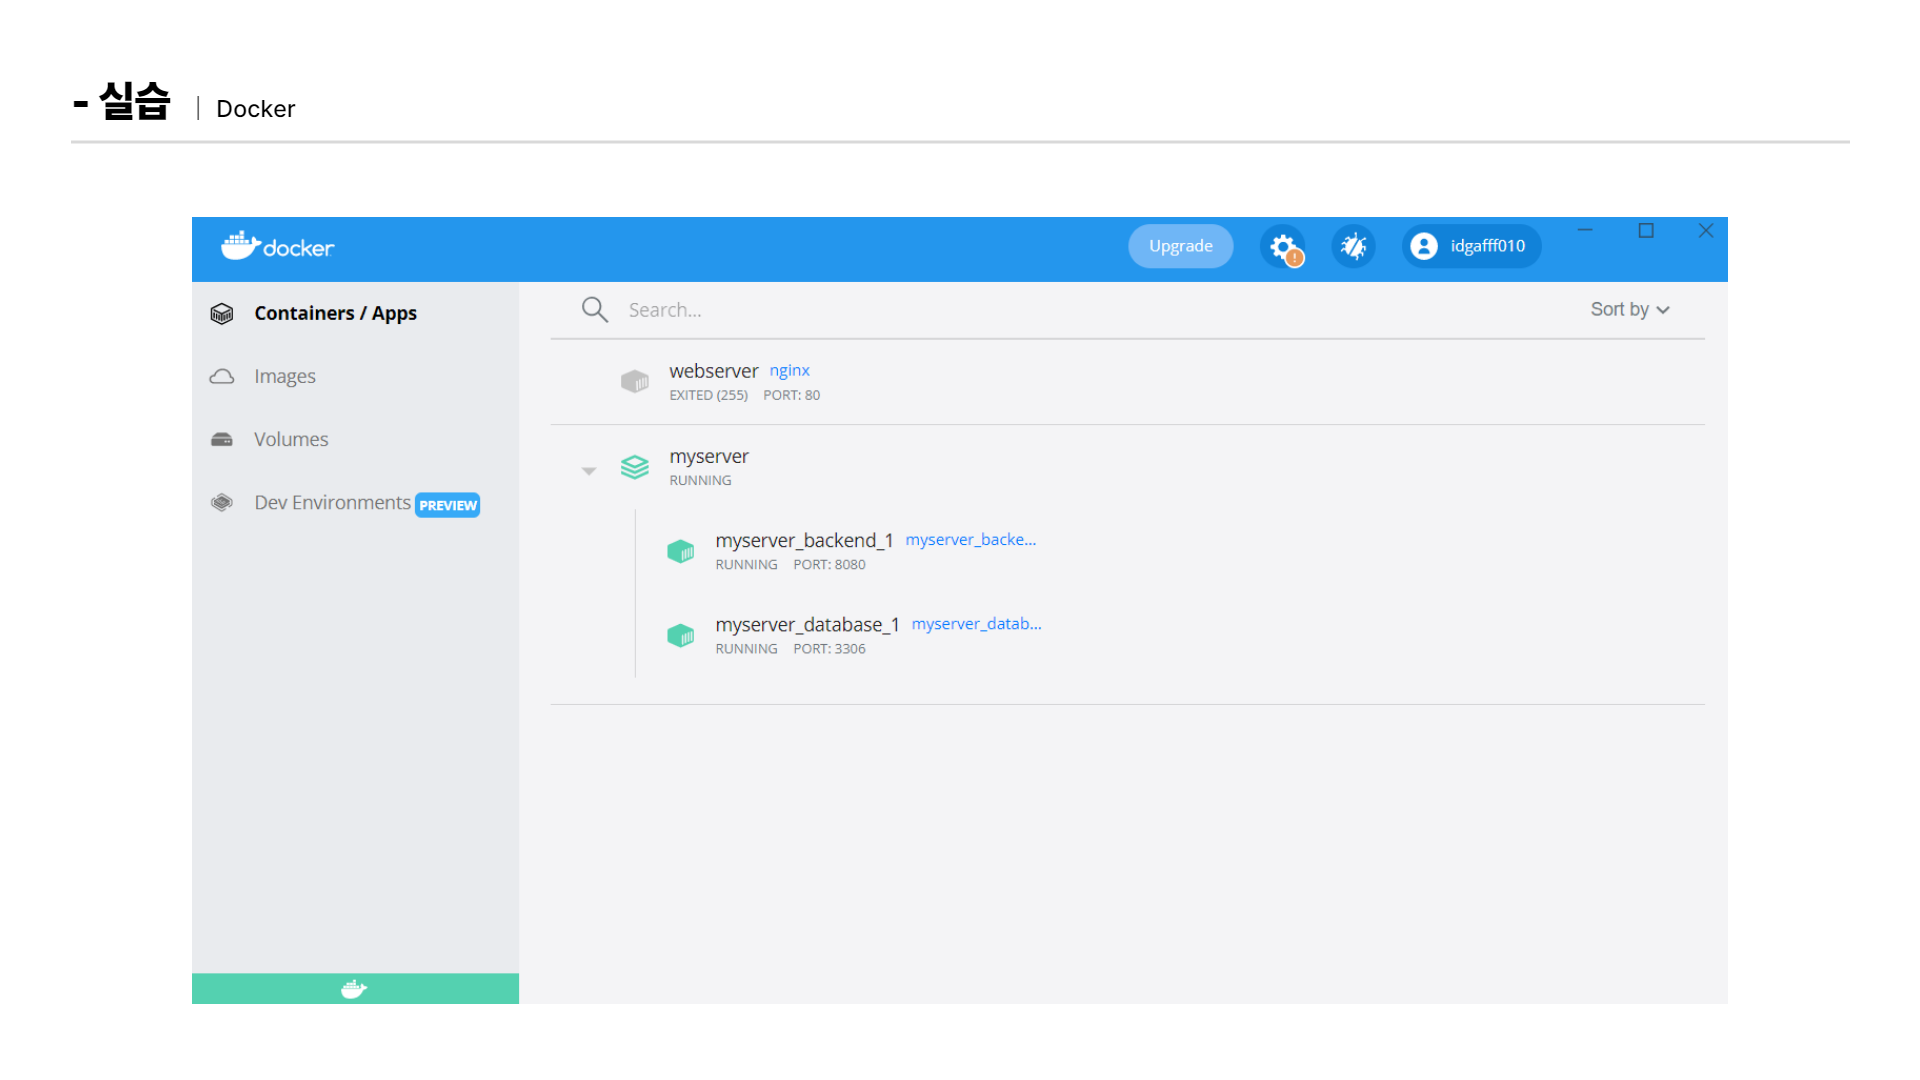 - 실습 | Docker
docker
Upgrade
idgafff010
Containers / Apps
Images
Volumes
Dev Environments PREVIEW
Search...
Sort by
webserver nginx
EXITED (255) PORT: 80
myserver
RUNNING
myserver_backend_1 myserver_backe...
RUNNING PORT: 8080
myserver_database_1 myserver_datab...
RUNNING PORT: 3306